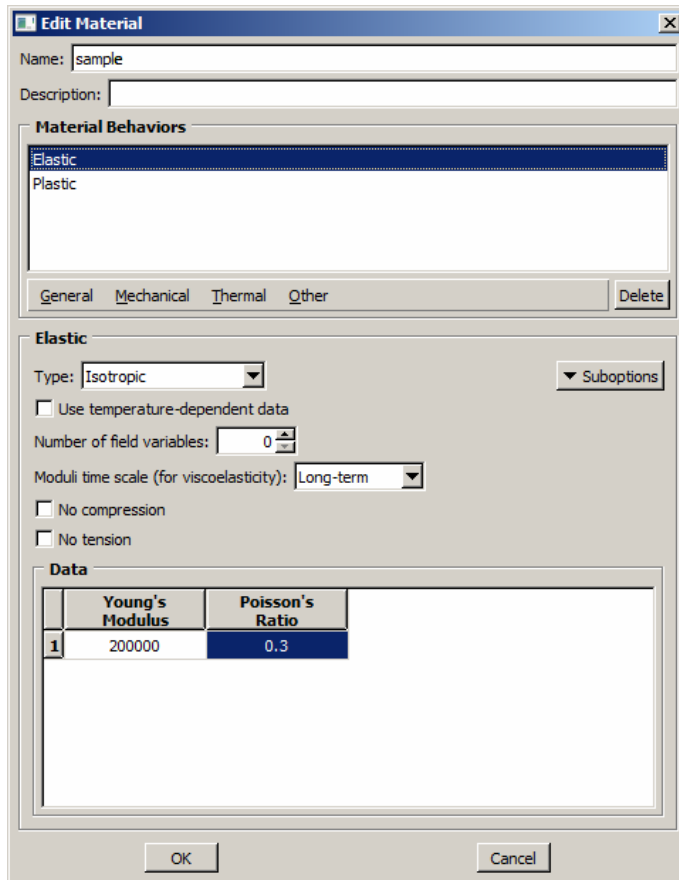 Edit Material
Name: sample
Description:
Material Behaviors
Elastic
Plastic
General Mechanical Thermal Other Delete
Elastic
Type: Isotropic Suboptions
Use temperature-dependent data
Number of field variables: 0
Moduli time scale (for viscoelasticity): Long-term
No compression
No tension
Data
Young's Poisson's
Modulus Ratio
1 200000 0.3
OK Cancel